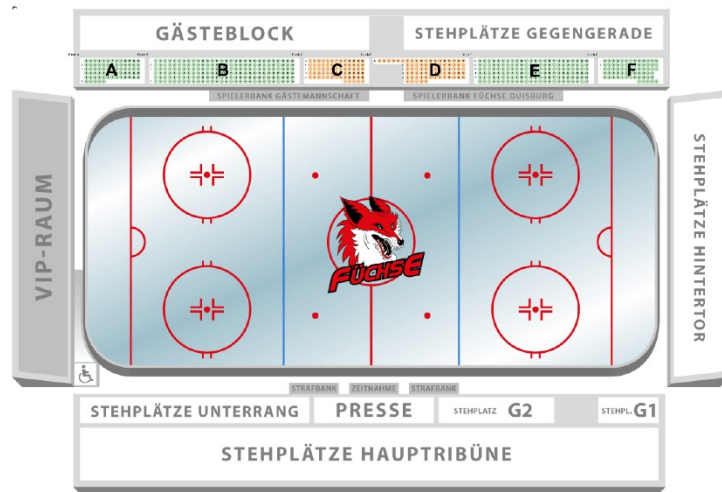 GÄSTEBLOCK
STEHPLÄTZE GEGENGERADE
A B C D E F
SPIELERBANK GÄSTEMANNSCHAFT
SPIELERBANK FÜCHSE DUISBURG
VIP-RAUM
STEHPLÄTZE HINTERTOR
FÜCHSE
STRAFBANK ZEITNAHME STRAFBANK
STEHPLÄTZE UNTERRANG
PRESSE
STEHPLATZ G2
STEHPL. G1
STEHPLÄTZE HAUPTRIBÜNE